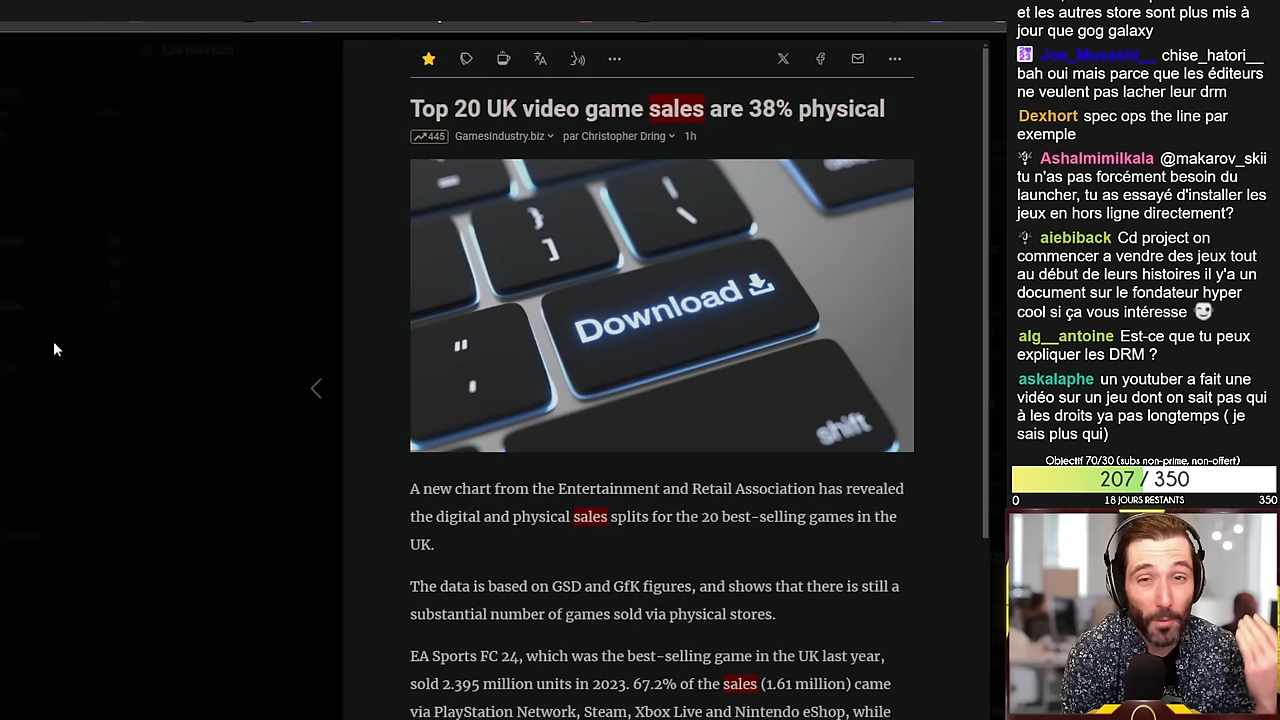 Top 20 UK video game sales are 38% physical
445 GamesIndustry.biz par Christopher Dring 1h
Download
shift
A new chart from the Entertainment and Retail Association has revealed
the digital and physical sales splits for the 20 best-selling games in the
UK.
The data is based on GSD and GfK figures, and shows that there is still a
substantial number of games sold via physical stores.
EA Sports FC 24, which was the best-selling game in the UK last year,
sold 2.395 million units in 2023. 67.2% of the sales (1.61 million) came
via PlayStation Network, Steam, Xbox Live and Nintendo eShop, while
et les autres store sont plus mis à
jour que gog galaxy
Joe_Musashi__ chise_hatori__
bah oui mais parce que les éditeurs
ne veulent pas lacher leur drm
Dexhort spec ops the line par
exemple
Ashalmimilkala @makarov_skii
tu n'as pas forcément besoin du
launcher, tu as essayé d'installer les
jeux en hors ligne directement?
aiebiback Cd project on
commencer a vendre des jeux tout
au début de leurs histoires il y'a un
document sur le fondateur hyper
cool si ça vous intéresse
alg__antoine Est-ce que tu peux
expliquer les DRM ?
askalaphe un youtuber a fait une
vidéo sur un jeu dont on sait pas qui
à les droits ya pas longtemps ( je
sais plus qui)
Objectif 70/30 (subs non-prime, non-offert)
207 / 350
0 18 JOURS RESTANTS 350